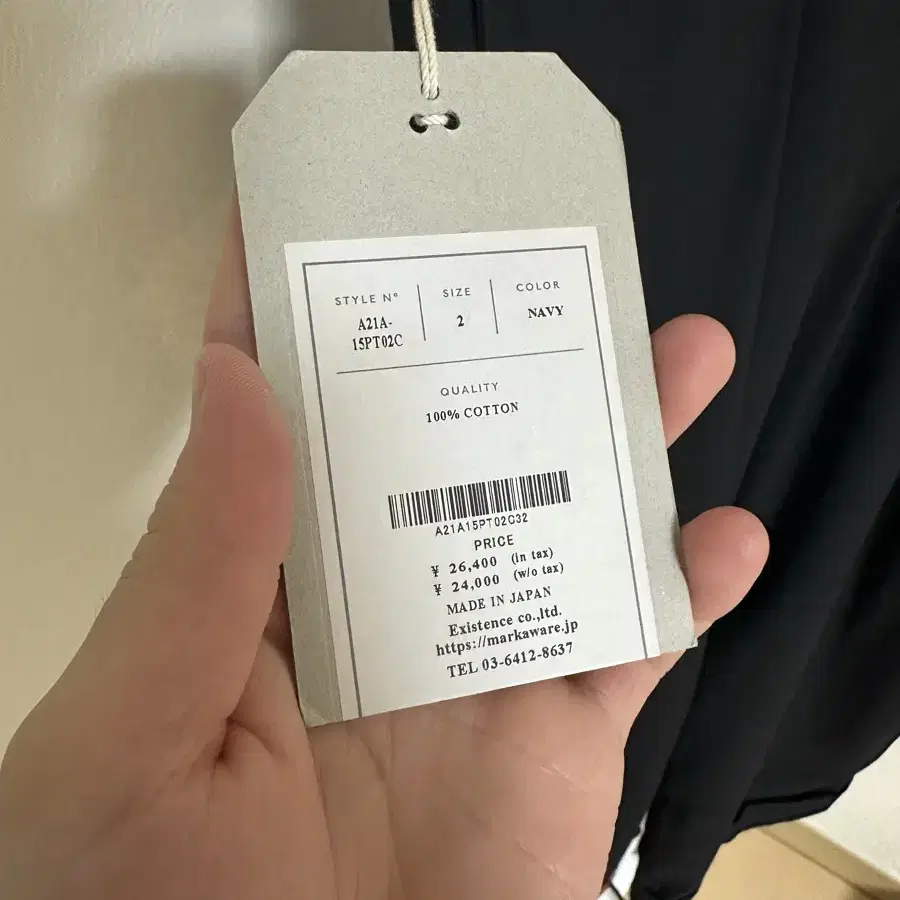 STYLE Nº
A21A-
15PT02C
SIZE
2
COLOR
NAVY
QUALITY
100% COTTON
A21A15PT02C32
PRICE
¥ 26,400 (in tax)
¥ 24,000 (w/o tax)
MADE IN JAPAN
Existence co.,ltd.
https://markaware.jp
TEL 03-6412-8637